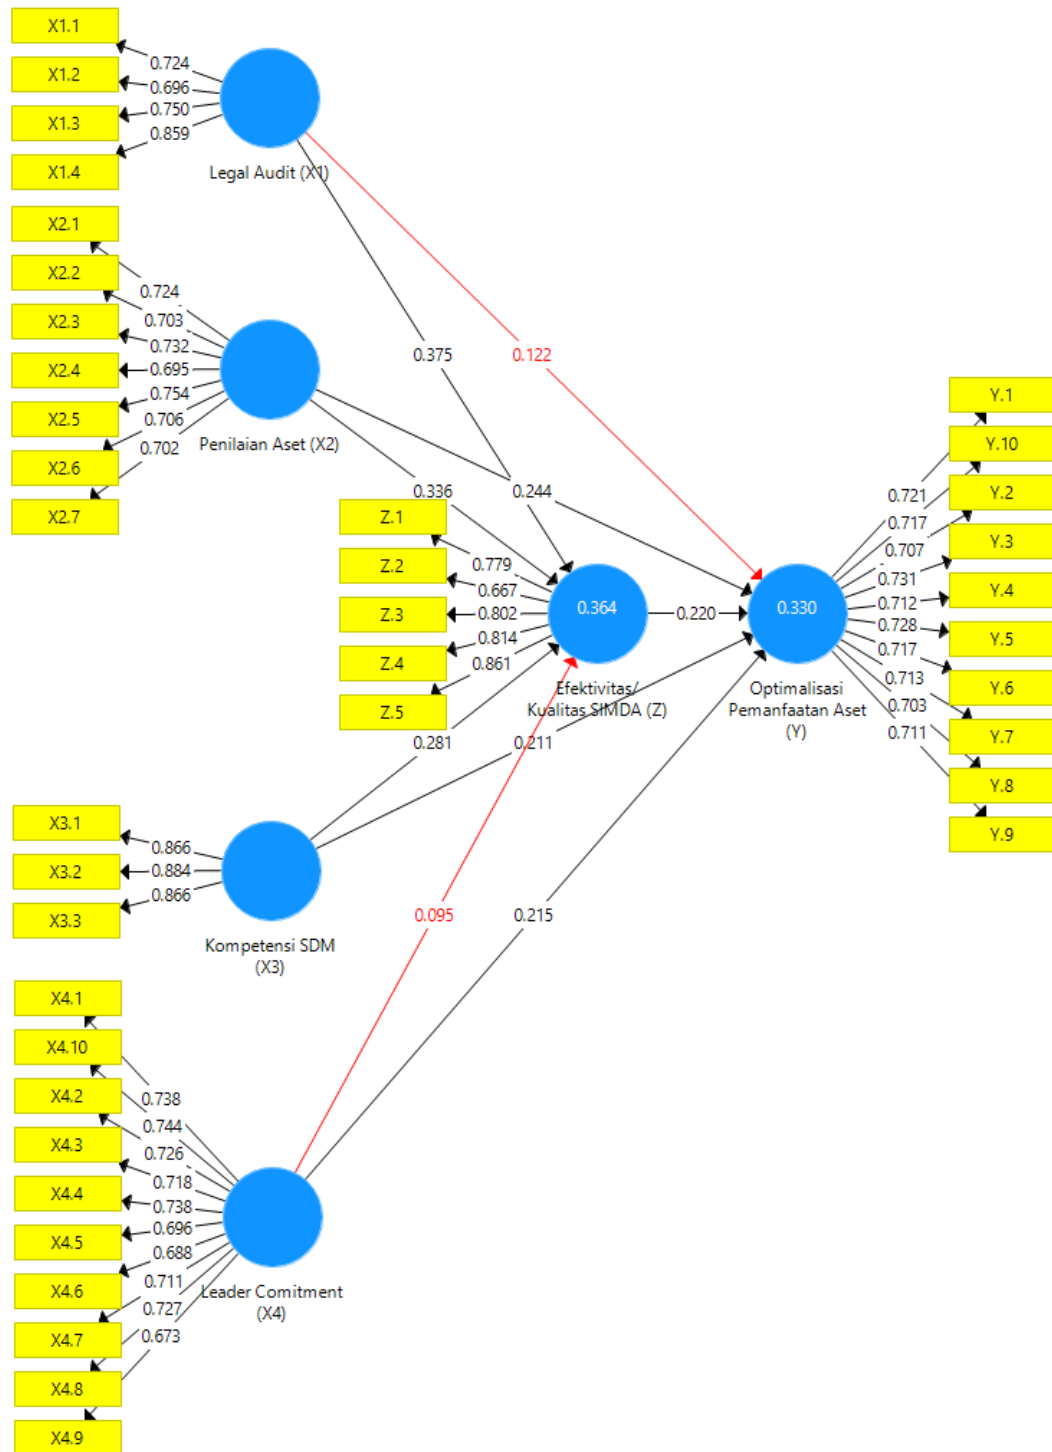 X1.1
X1.2
X1.3
X1.4
0.724
0.696
0.750
0.859
Legal Audit (X1)
X2.1
X2.2
X2.3
X2.4
X2.5
X2.6
X2.7
0.724
0.703
0.732
0.695
0.754
0.706
0.702
Penilaian Aset (X2)
0.375
0.122
0.336
0.244
Z.1
Z.2
Z.3
Z.4
Z.5
0.779
0.667
0.802
0.814
0.861
0.364
Efektivitas/
Kualitas SIMDA (Z)
0.220
0.330
Optimalisasi
Pemanfaatan Aset
(Y)
0.721
0.717
0.707
0.731
0.712
0.728
0.717
0.713
0.703
0.711
Y.1
Y.10
Y.2
Y.3
Y.4
Y.5
Y.6
Y.7
Y.8
Y.9
0.281
0.211
X3.1
X3.2
X3.3
0.866
0.884
0.866
Kompetensi SDM
(X3)
0.095
0.215
X4.1
X4.10
X4.2
X4.3
X4.4
X4.5
X4.6
X4.7
X4.8
X4.9
0.738
0.744
0.726
0.718
0.738
0.696
0.688
0.711
0.727
0.673
Leader Comitment
(X4)